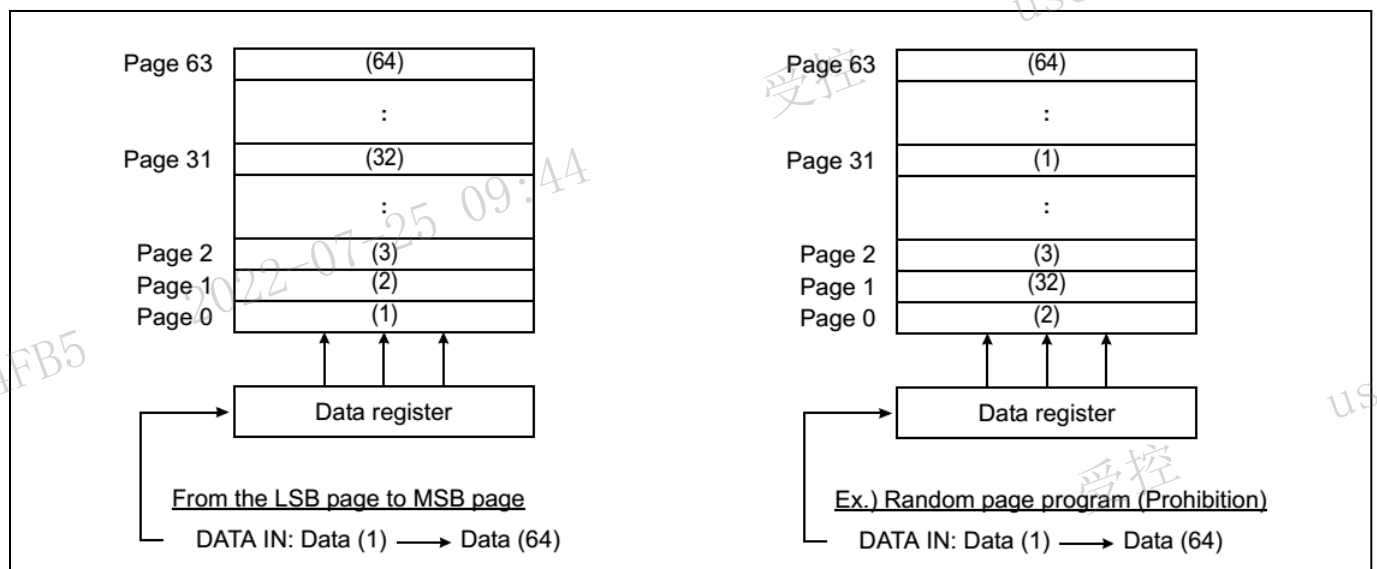 Page 63 (64)
:
Page 31 (32)
:
Page 2 (3)
Page 1 (2)
Page 0 (1)
Data register
From the LSB page to MSB page
DATA IN: Data (1) → Data (64)
Page 63 (64)
:
Page 31 (1)
:
Page 2 (3)
Page 1 (32)
Page 0 (2)
Data register
Ex.) Random page program (Prohibition)
DATA IN: Data (1) → Data (64)
受控
2022-07-25 09:44
FB5
us
受控